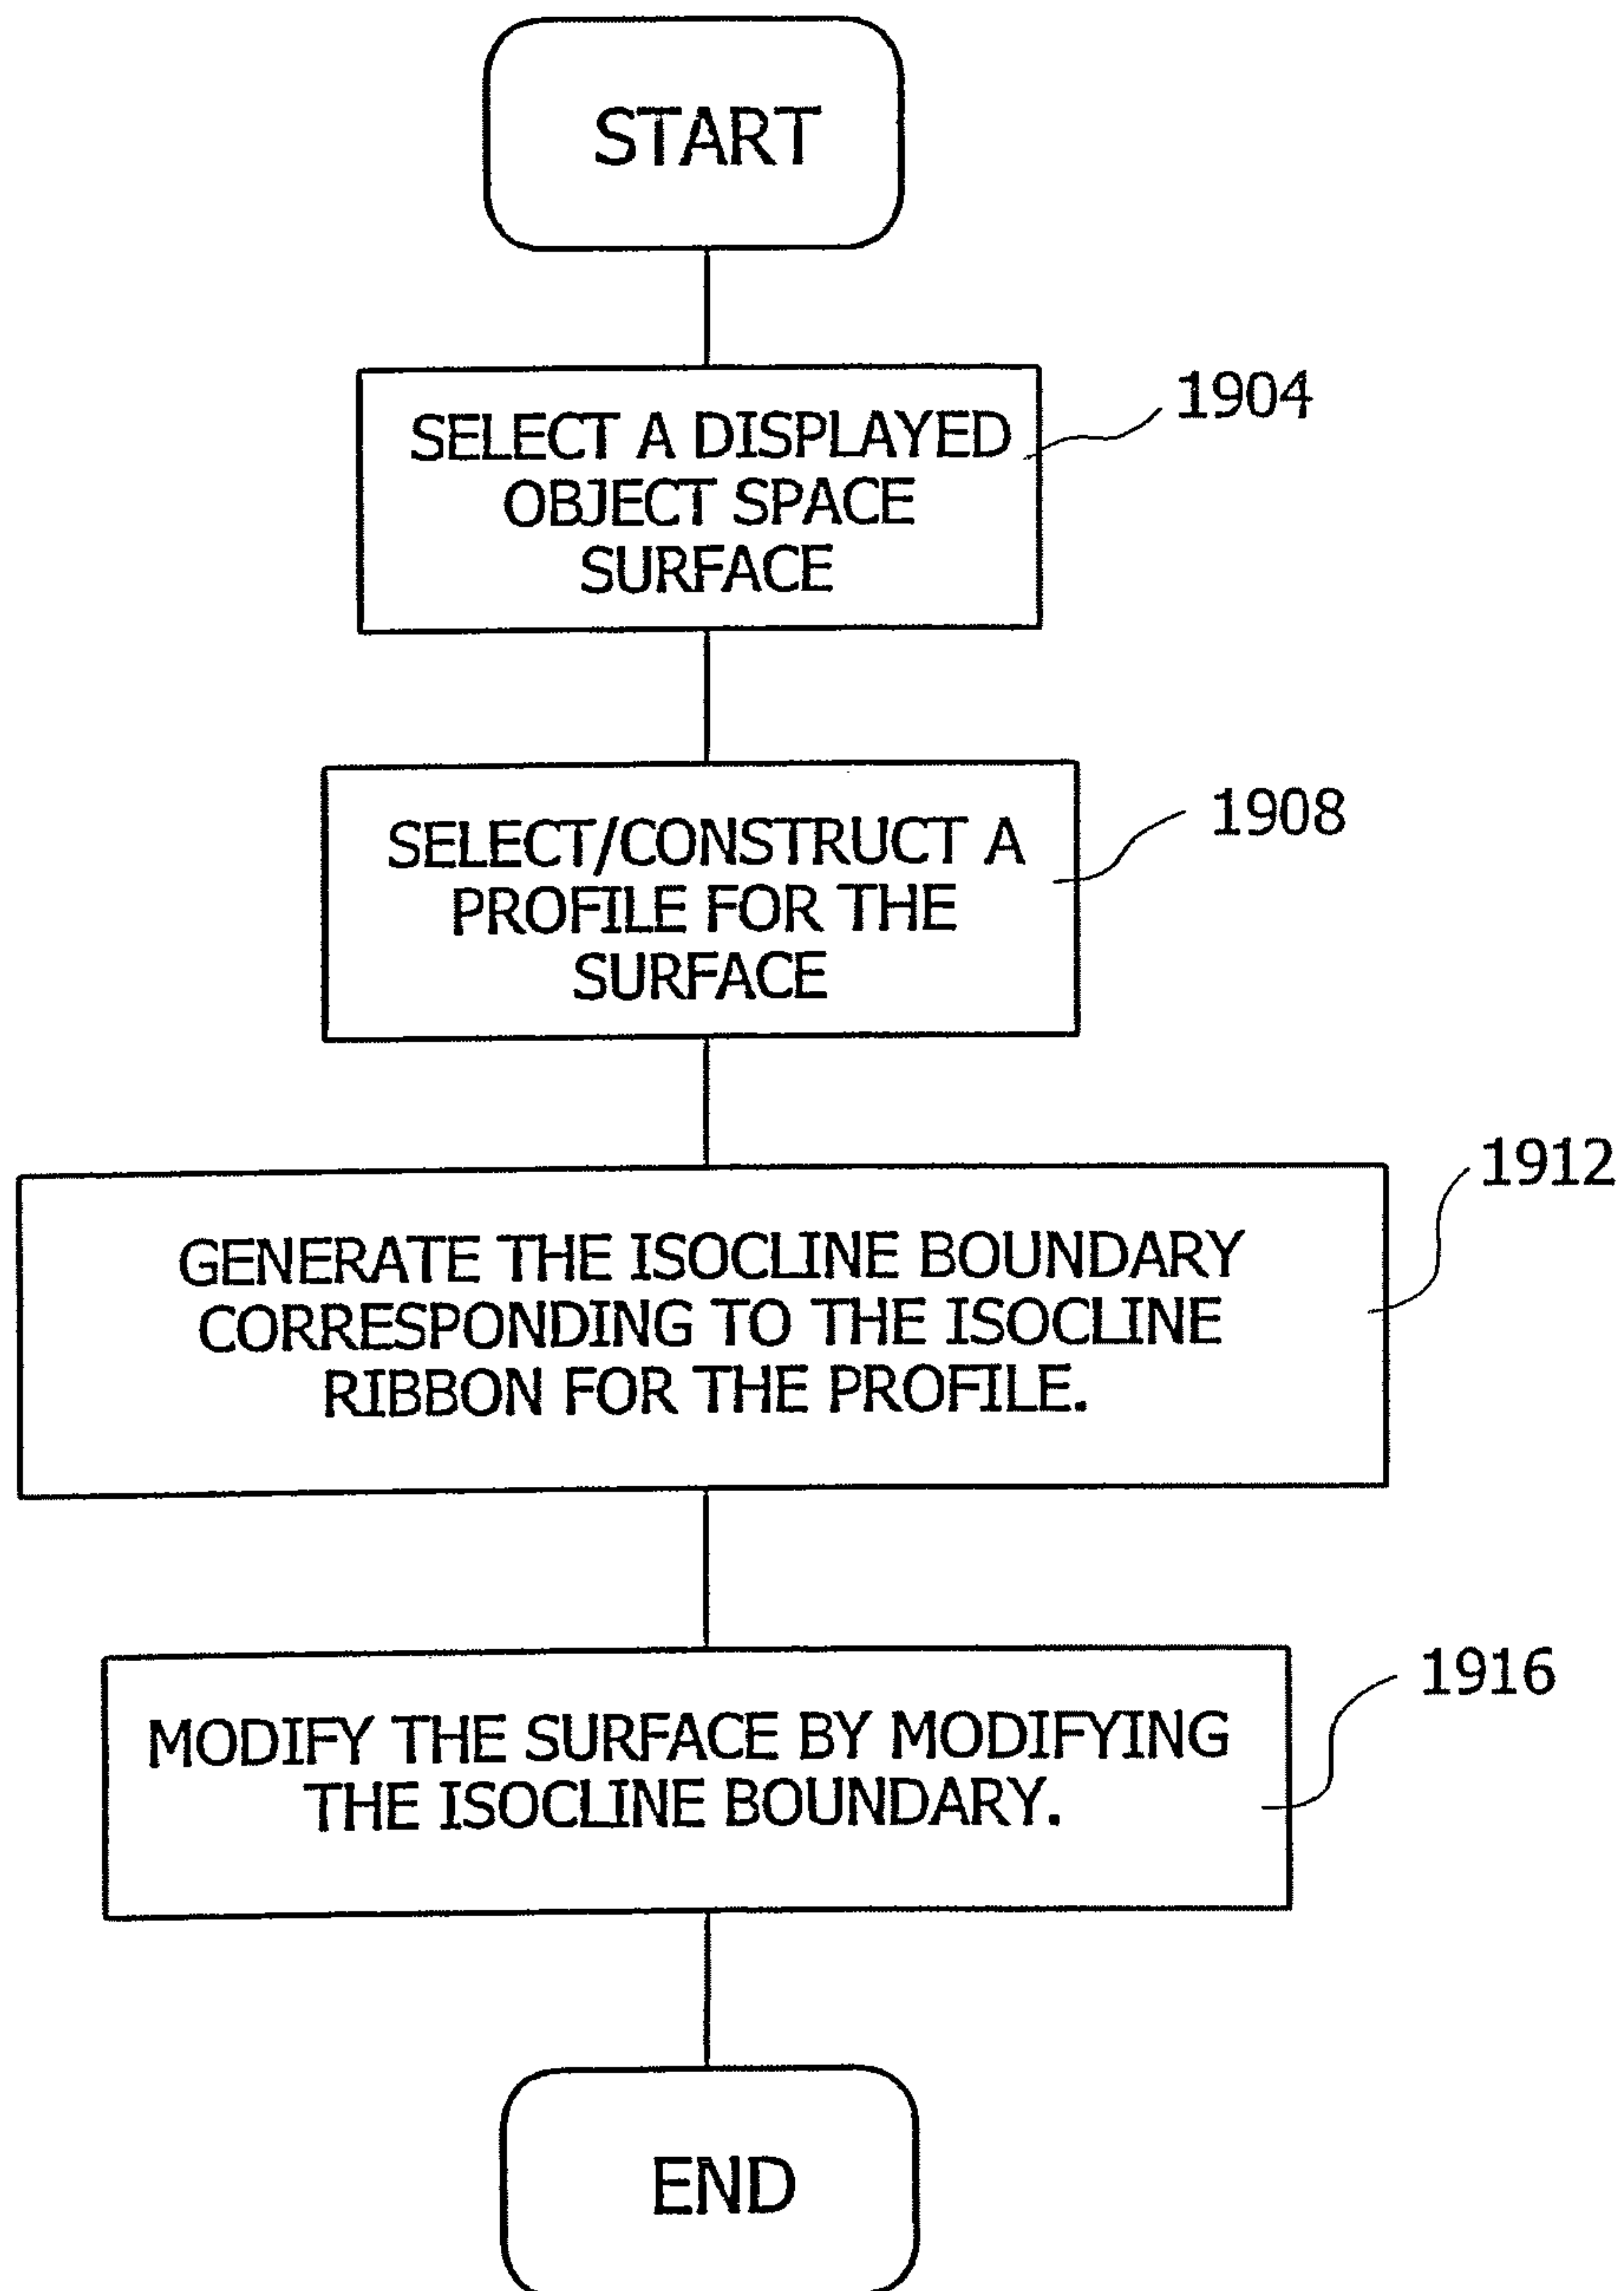 START
SELECT A DISPLAYED
OBJECT SPACE
SURFACE
1904
SELECT/CONSTRUCT A
PROFILE FOR THE
SURFACE
1908
GENERATE THE ISOCLINE BOUNDARY
CORRESPONDING TO THE ISOCLINE
RIBBON FOR THE PROFILE.
1912
MODIFY THE SURFACE BY MODIFYING
THE ISOCLINE BOUNDARY.
1916
END